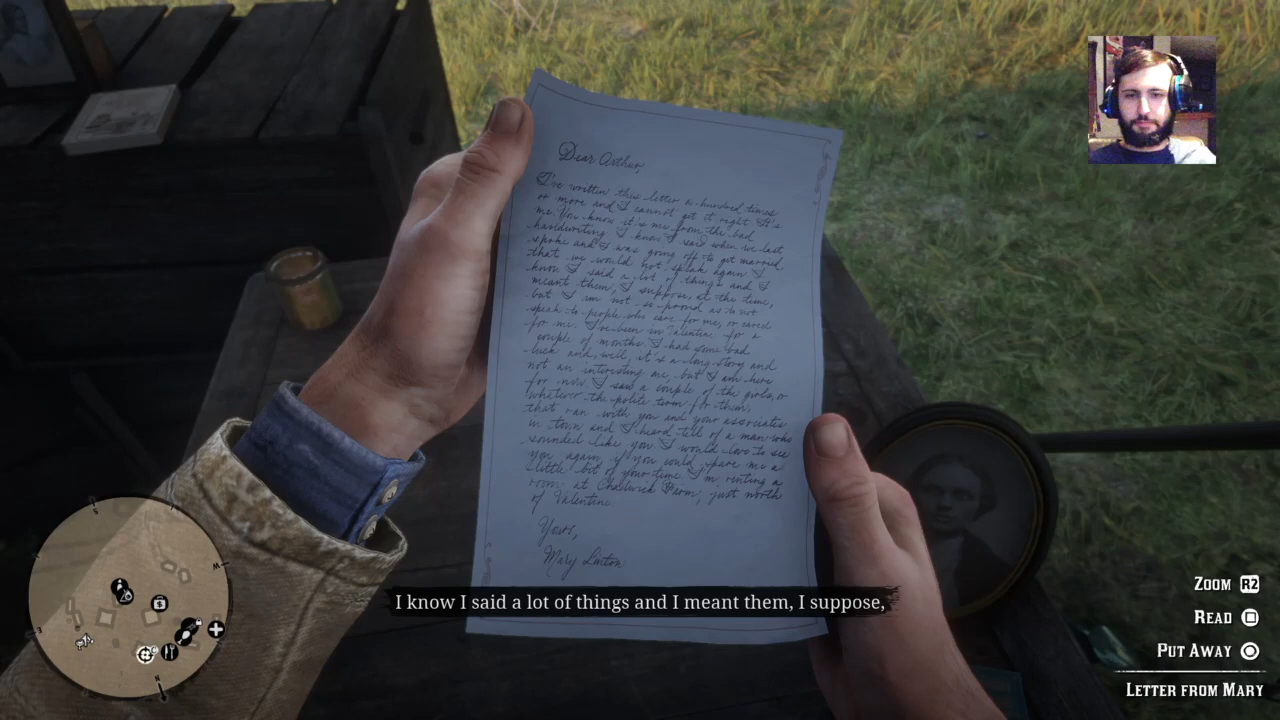 Dear Arthur,
I've written this letter a hundred times
or more and I cannot get it right. It's
me. You know it is me from the bad
handwriting. I know I said when we last
spoke and I was going off to get married,
that we would not speak again. I
know I said a lot of things and I
meant them, I suppose, at the time,
but I am not so proud as to not
speak to people who care for me, or cared
for me. I've been in Valentine for a
couple of months. I had some bad
luck and, well, it's a long story and
not an interesting one, but I am here
for now. I saw a couple of the girls, or
whatever the polite term for them,
that ran with you and your associates
in town and I heard tell of a man who
sounded like you. I would love to see
you again, if you could spare me a
little bit of your time. I'm renting a
room at Chadwick Farm, just north
of Valentine.
Yours,
Mary Linton
I know I said a lot of things and I meant them, I suppose,
ZOOM R2
READ
PUT AWAY
LETTER FROM MARY
W
E
N